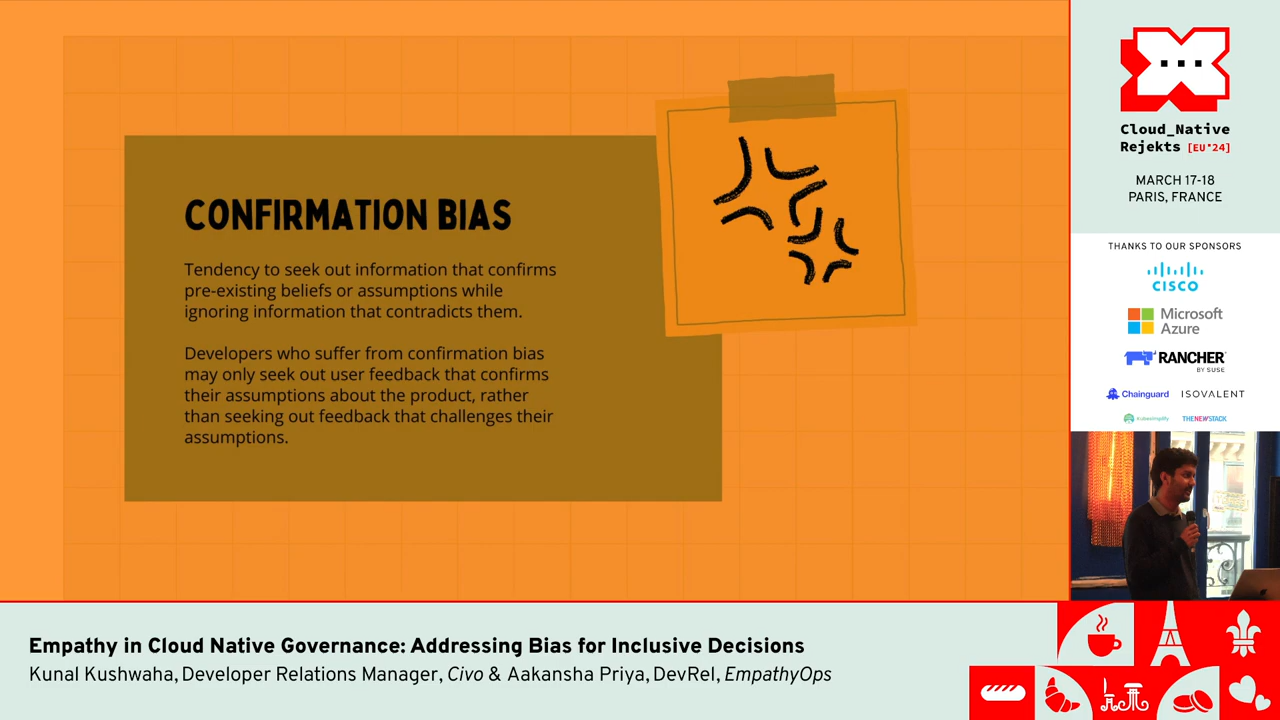 CONFIRMATION BIAS
Tendency to seek out information that confirms
pre-existing beliefs or assumptions while
ignoring information that contradicts them.
Developers who suffer from confirmation bias
may only seek out user feedback that confirms
their assumptions about the product, rather
than seeking out feedback that challenges their
assumptions.
Cloud_Native
Rejekts [EU*24]
MARCH 17-18
PARIS, FRANCE
THANKS TO OUR SPONSORS
CISCO
Microsoft
Azure
RANCHER
BY SUSE
Chainguard
ISOVALENT
Kubesimplify
THENEWSTACK
Empathy in Cloud Native Governance: Addressing Bias for Inclusive Decisions
Kunal Kushwaha, Developer Relations Manager, Civo & Aakansha Priya, DevRel, EmpathyOps